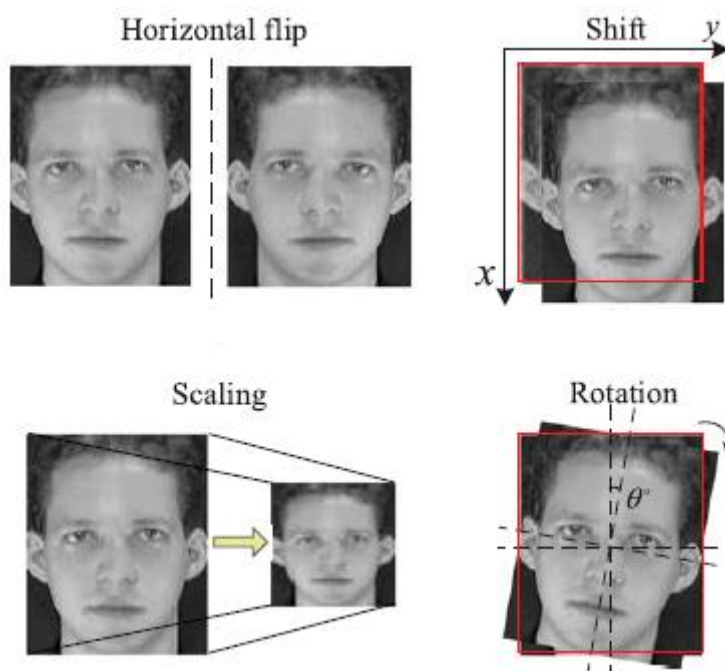 Horizontal flip
Shift
y
x
Scaling
Rotation
θ°